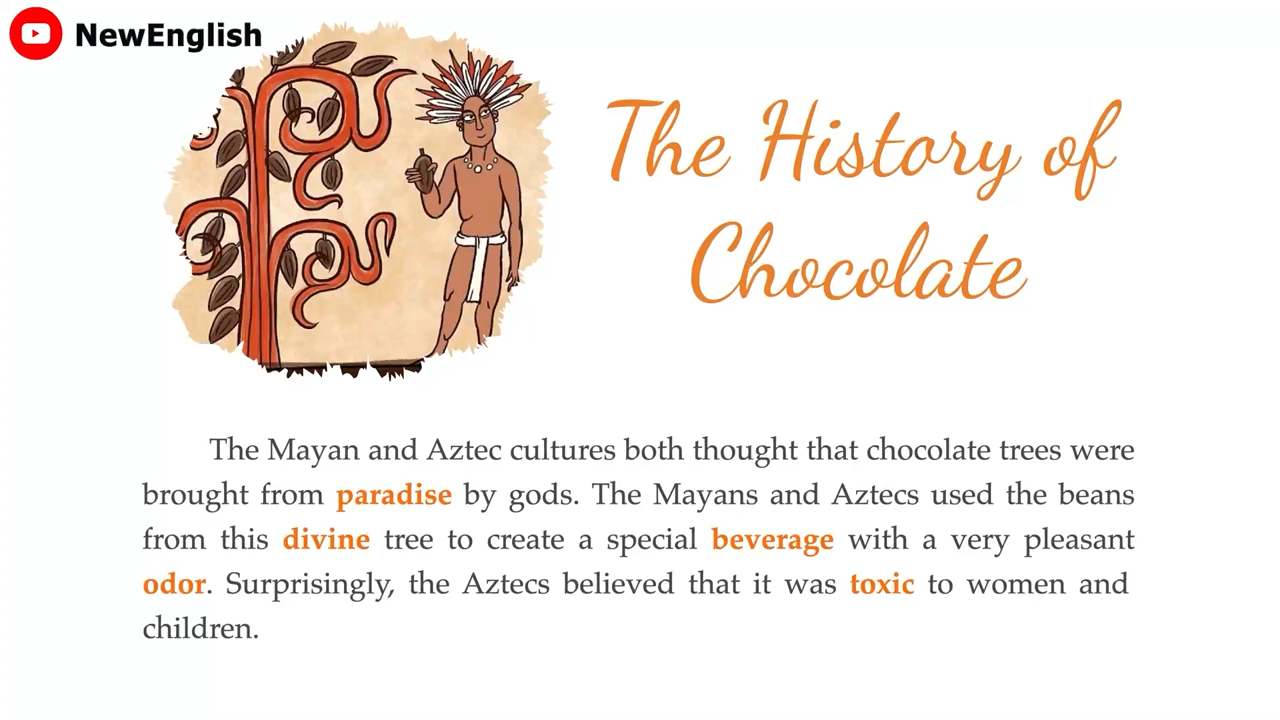 NewEnglish
The History of
Chocolate
The Mayan and Aztec cultures both thought that chocolate trees were
brought from paradise by gods. The Mayans and Aztecs used the beans
from this divine tree to create a special beverage with a very pleasant
odor. Surprisingly, the Aztecs believed that it was toxic to women and
children.